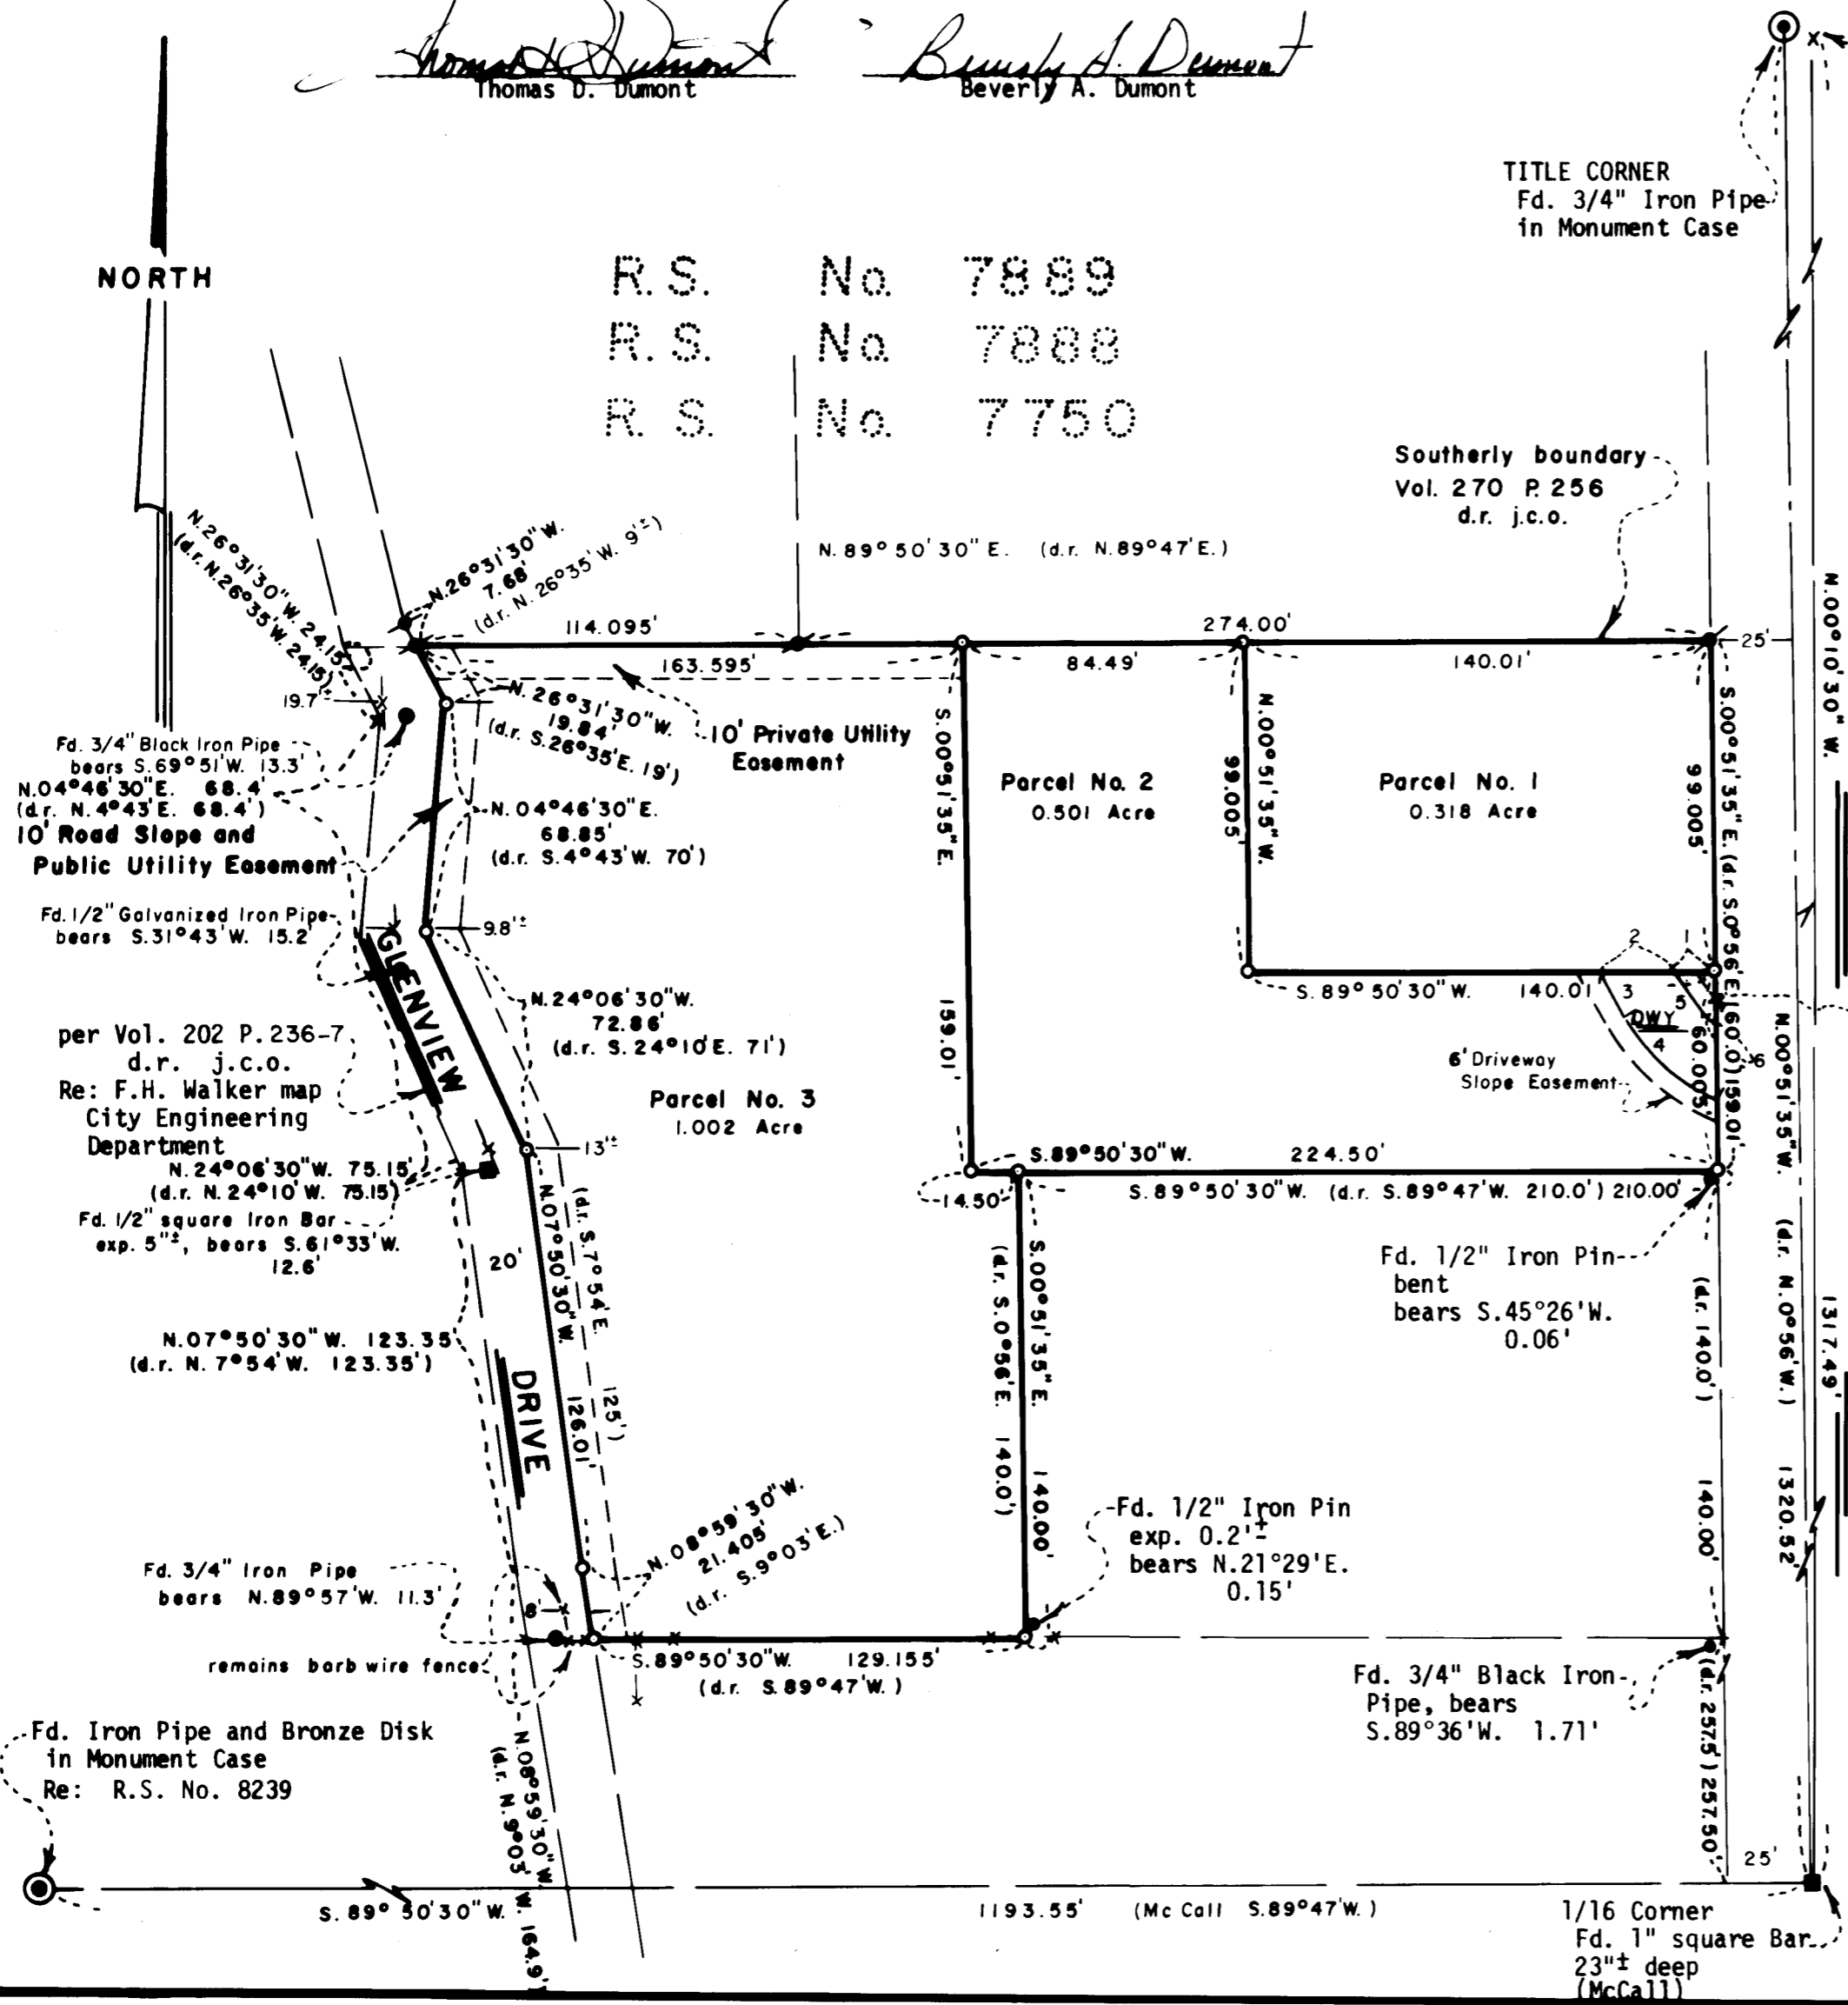 Thomas D. Dumont
Beverly A. Dumont
Thomas D. Dumont
Beverly A. Dumont
TITLE CORNER
Fd. 3/4" Iron Pipe
in Monument Case
NORTH
R.S. No. 7889
R.S. No. 7888
R.S. No. 7750
Southerly boundary
Vol. 270 P. 256
d.r. j.c.o.
N.89°50'30"E. (d.r. N.89°47'E.)
N.26°31'30"W. 24.15'
(d.r. N.26°35'W. 24.15')
N.26°31'30"W.
7.68'
(d.r. N.26°35'W. 9'±)
114.095'
274.00'
25'
163.595'
84.49'
140.01'
19.7'
N.26°31'30"W.
19.84'
(d.r. S.26°35'E. 19')
10' Private Utility
Easement
Fd. 3/4" Black Iron Pipe
bears S.69°51'W. 13.3'
N.04°46'30"E. 68.4'
(d.r. N.4°43'E. 68.4')
10' Road Slope and
Public Utility Easement
N.04°46'30"E.
68.85'
(d.r. S.4°43'W. 70')
S.00°51'35"E.
159.01'
Parcel No. 2
0.501 Acre
N.00°51'35"W.
99.005'
Parcel No. 1
0.318 Acre
S.00°51'35"E. (d.r. S.0°56'E. 160.0') 159.01'
99.005'
N.00°10'30"W.
1317.49'
Fd. 1/2" Galvanized Iron Pipe
bears S.31°43'W. 15.2'
9.8'±
GLENVIEW
DRIVE
N.24°06'30"W.
72.86'
(d.r. S.24°10'E. 71')
S.89°50'30"W. 140.01'
1
2
3
4
5
6
DWY
60.005'
6' Driveway
Slope Easement
per Vol. 202 P.236-7
d.r. j.c.o.
Re: F.H. Walker map
City Engineering
Department
N.24°06'30"W. 75.15'
(d.r. N.24°10'W. 75.15')
Fd. 1/2" square Iron Bar
exp. 5"±, bears S.61°33'W.
12.6'
Parcel No. 3
1.002 Acre
13'±
S.89°50'30"W. 224.50'
14.50'
S.89°50'30"W. (d.r. S.89°47'W. 210.0') 210.00'
N.00°51'35"W. (d.r. N.0°56'W.) 1320.52'
20'
N.07°50'30"W. 126.01'
(d.r. S.7°54'E. 125')
N.07°50'30"W. 123.35'
(d.r. N.7°54'W. 123.35')
S.00°51'35"E. 140.00'
(d.r. S.0°56'E. 140.0')
Fd. 1/2" Iron Pin
bent
bears S.45°26'W.
0.06'
(d.r. 140.0')
140.00'
Fd. 1/2" Iron Pin
exp. 0.2'±
bears N.21°29'E.
0.15'
N.08°59'30"W.
21.405'
(d.r. S.9°03'E.)
Fd. 3/4" Iron Pipe
bears N.89°57'W. 11.3'
8'
remains barb wire fence
S.89°50'30"W. 129.155'
(d.r. S.89°47'W.)
Fd. 3/4" Black Iron
Pipe, bears
S.89°36'W. 1.71'
(d.r. 257.5') 257.50'
Fd. Iron Pipe and Bronze Disk
in Monument Case
Re: R.S. No. 8239
N.08°59'30"W. 164.9'
(d.r. N.9°03'W.
25'
S.89°50'30"W.
1193.55' (Mc Call S.89°47'W.)
1/16 Corner
Fd. 1" square Bar
23"± deep
(McCall)